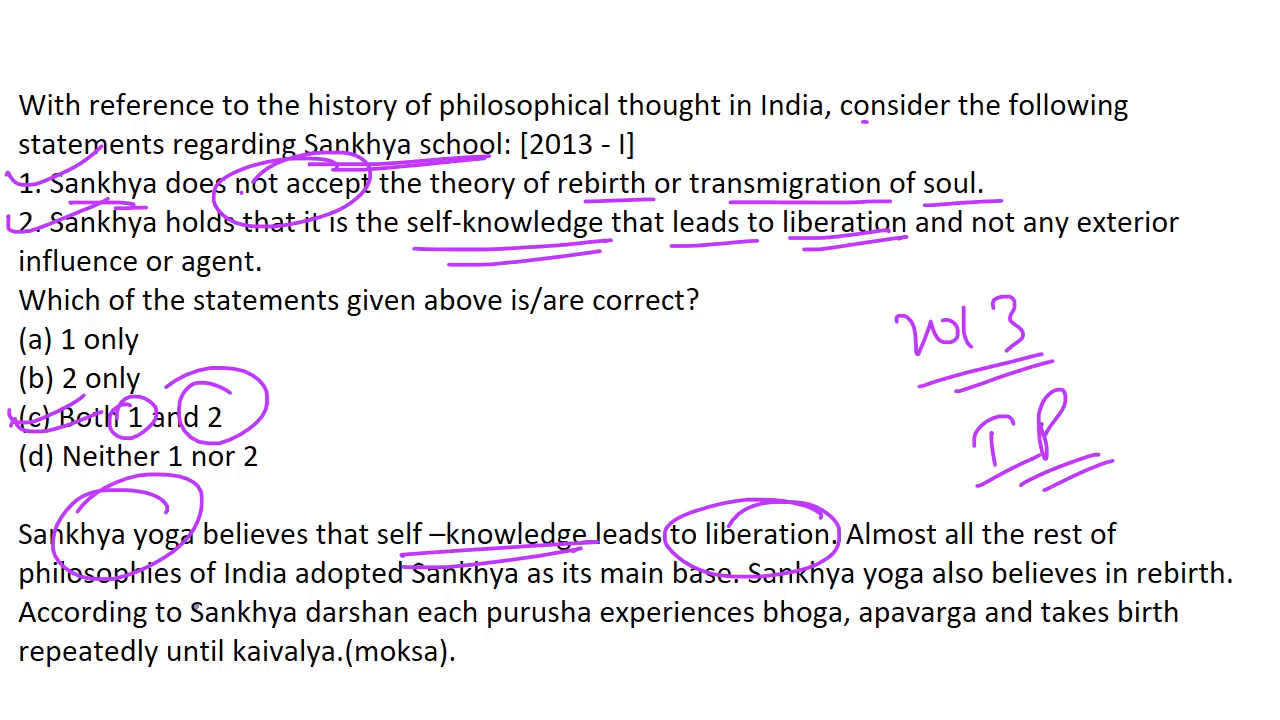 With reference to the history of philosophical thought in India, consider the following
statements regarding Sankhya school: [2013 - I]
1. Sankhya does not accept the theory of rebirth or transmigration of soul.
2. Sankhya holds that it is the self-knowledge that leads to liberation and not any exterior
influence or agent.
Which of the statements given above is/are correct?
(a) 1 only
(b) 2 only
(c) Both 1 and 2
(d) Neither 1 nor 2
2013
IP
Sankhya yoga believes that self –knowledge leads to liberation. Almost all the rest of
philosophies of India adopted Sankhya as its main base. Sankhya yoga also believes in rebirth.
According to Sankhya darshan each purusha experiences bhoga, apavarga and takes birth
repeatedly until kaivalya.(moksa).